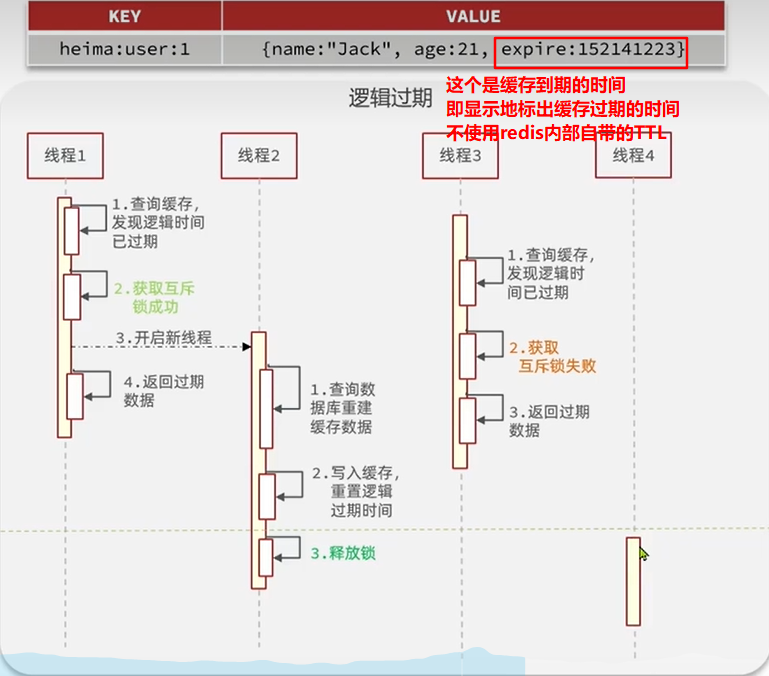 KEY VALUE
heima:user:1 {name:"Jack", age:21, expire:152141223}
这个是缓存到期的时间
逻辑过期
即显示地标出缓存过期的时间
不使用redis内部自带的TTL
线程1 线程2 线程3 线程4
1.查询缓存,
发现逻辑时间
已过期
2.获取互斥
锁成功
3.开启新线程
4.返回过期
数据
1.查询数
据库重建
缓存数据
2.写入缓存,
重置逻辑
过期时间
3.释放锁
1.查询缓存,
发现逻辑时
间已过期
2.获取
互斥锁失败
3.返回过期
数据